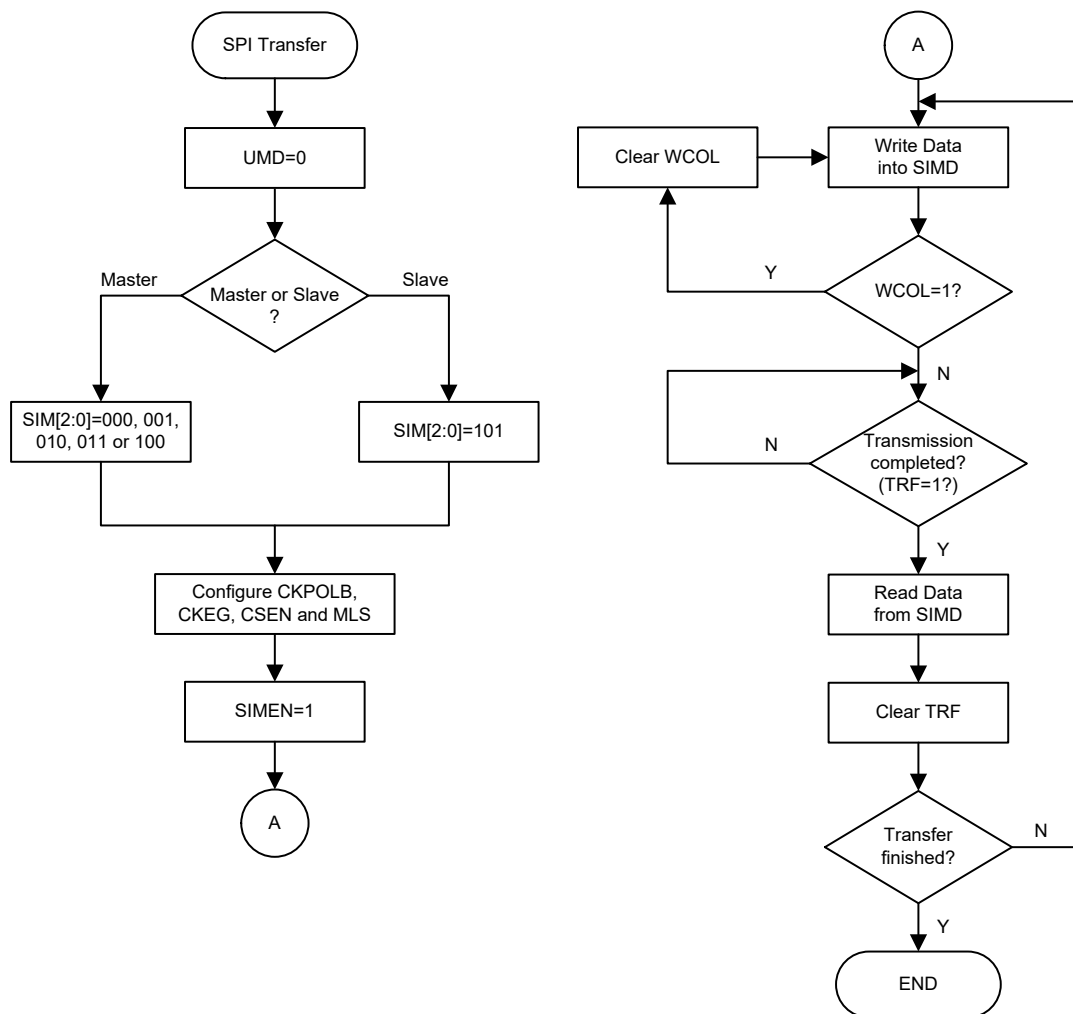 SPI Transfer
UMD=0
Master
Master or Slave
?
Slave
SIM[2:0]=000, 001,
010, 011 or 100
SIM[2:0]=101
Configure CKPOLB,
CKEG, CSEN and MLS
SIMEN=1
A
A
Clear WCOL
Write Data
into SIMD
Y
WCOL=1?
N
N
Transmission
completed?
(TRF=1?)
Y
Read Data
from SIMD
Clear TRF
Transfer
finished?
N
Y
END